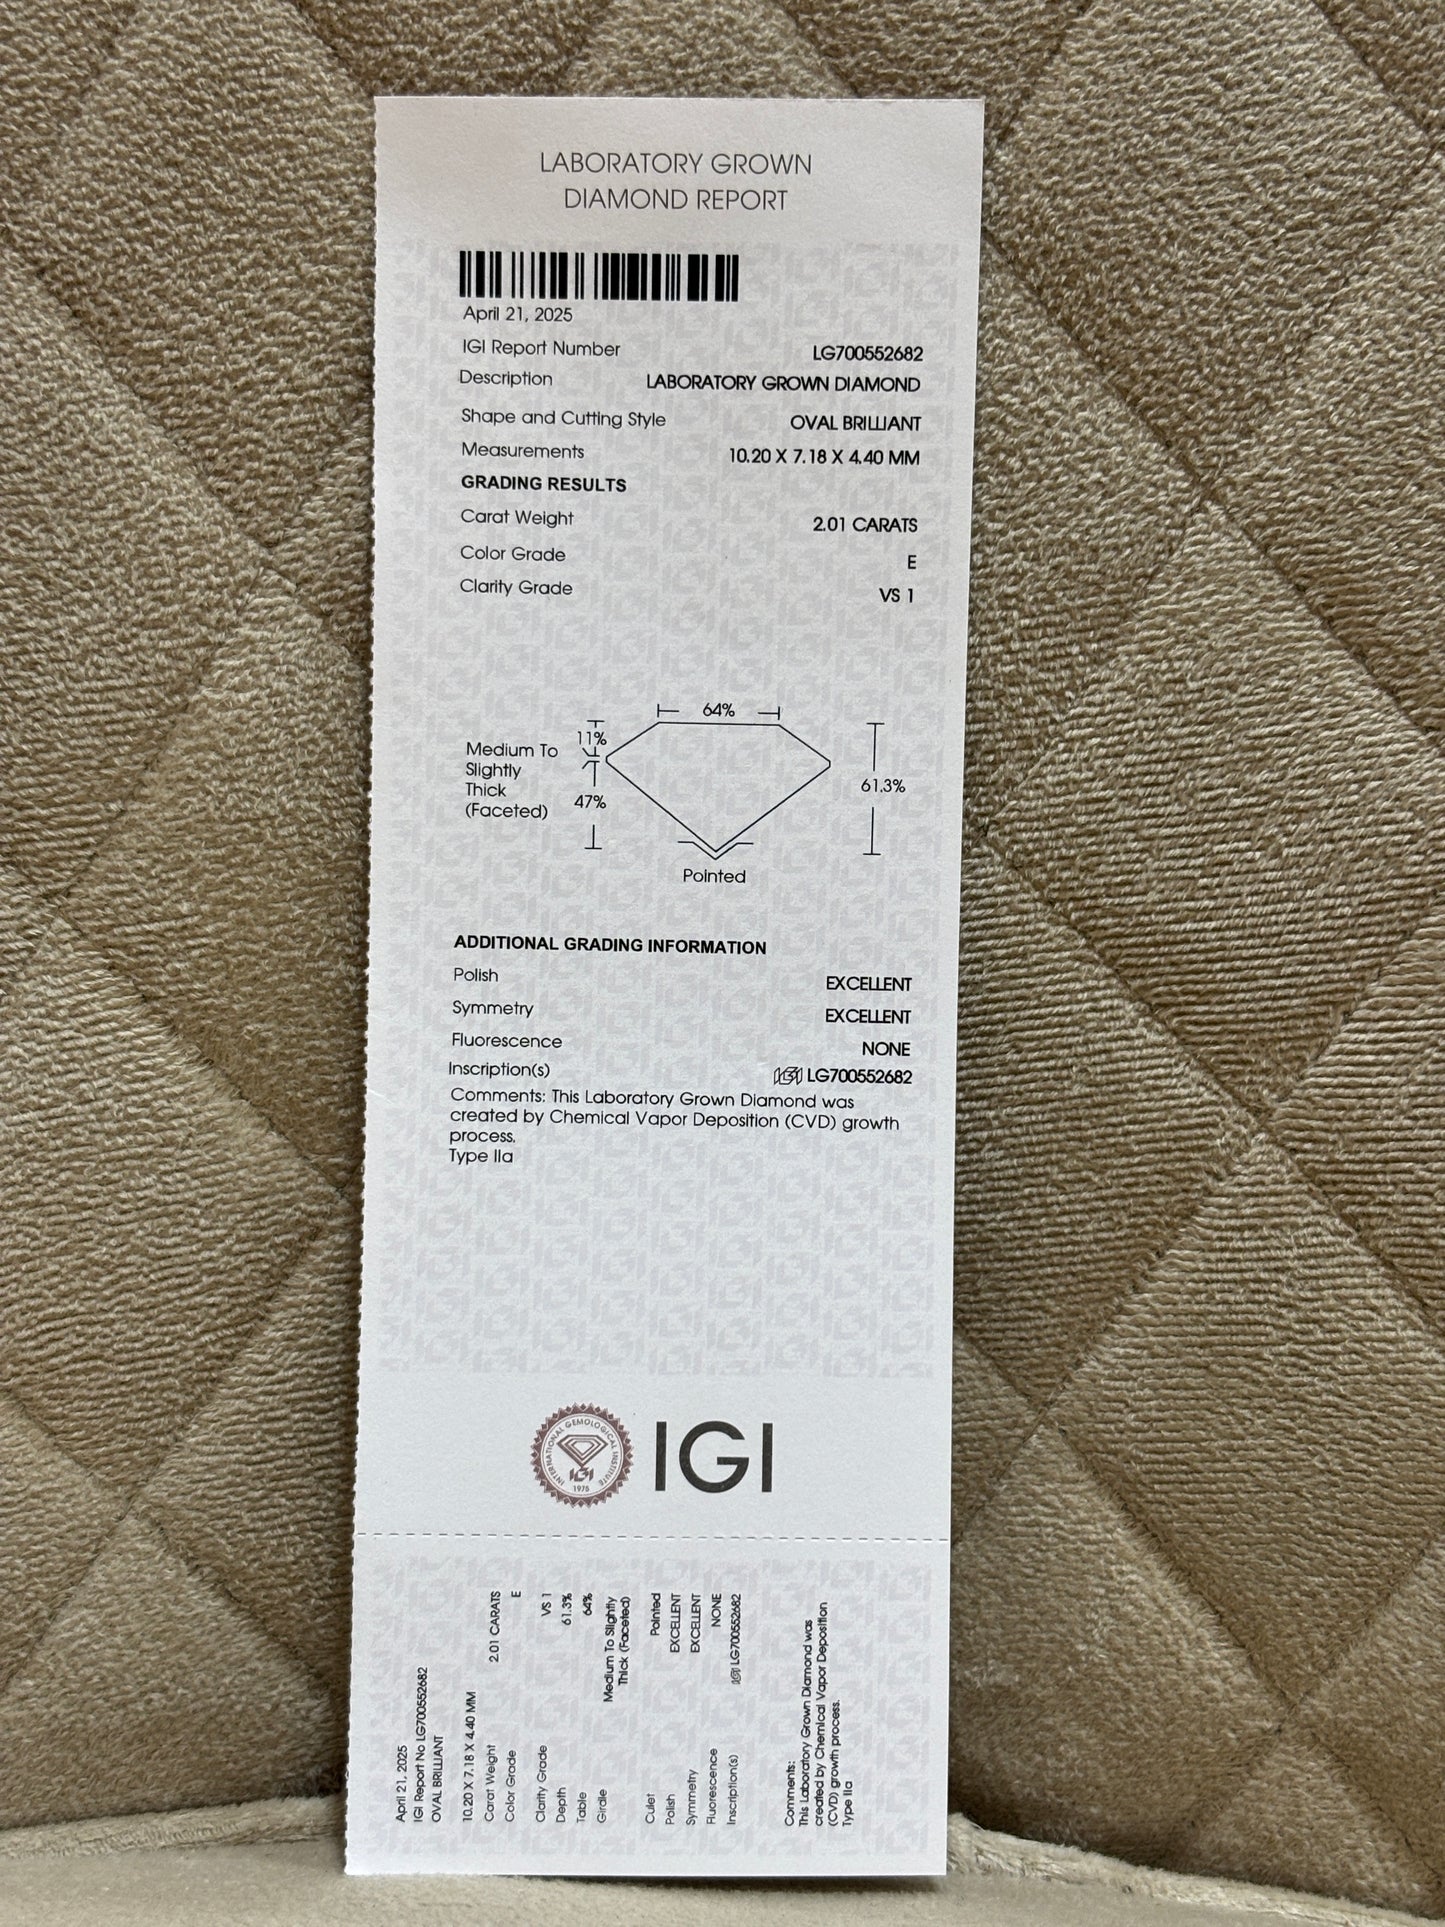 LABORATORY GROWN
DIAMOND REPORT
April 21, 2025
IGI Report Number LG700552682
Description LABORATORY GROWN DIAMOND
Shape and Cutting Style OVAL BRILLIANT
Measurements 10.20 X 7.18 X 4.40 MM
GRADING RESULTS
Carat Weight 2.01 CARATS
Color Grade E
Clarity Grade VS 1
64%
11%
Medium To
Slightly
Thick
(Faceted)
47%
61.3%
Pointed
ADDITIONAL GRADING INFORMATION
Polish EXCELLENT
Symmetry EXCELLENT
Fluorescence NONE
Inscription(s) IGI LG700552682
Comments: This Laboratory Grown Diamond was
created by Chemical Vapor Deposition (CVD) growth
process.
Type IIa
INTERNATIONAL GEMOLOGICAL INSTITUTE
IGI
1975
IGI
April 21, 2025
IGI Report No LG700552682
OVAL BRILLIANT
10.20 X 7.18 X 4.40 MM
Carat Weight 2.01 CARATS
Color Grade E
Clarity Grade VS 1
Depth 61.3%
Table 64%
Girdle Medium To Slightly
Thick (Faceted)
Culet Pointed
Polish EXCELLENT
Symmetry EXCELLENT
Fluorescence NONE
Inscription(s) IGI LG700552682
Comments:
This Laboratory Grown Diamond was
created by Chemical Vapor Deposition
(CVD) growth process.
Type IIa